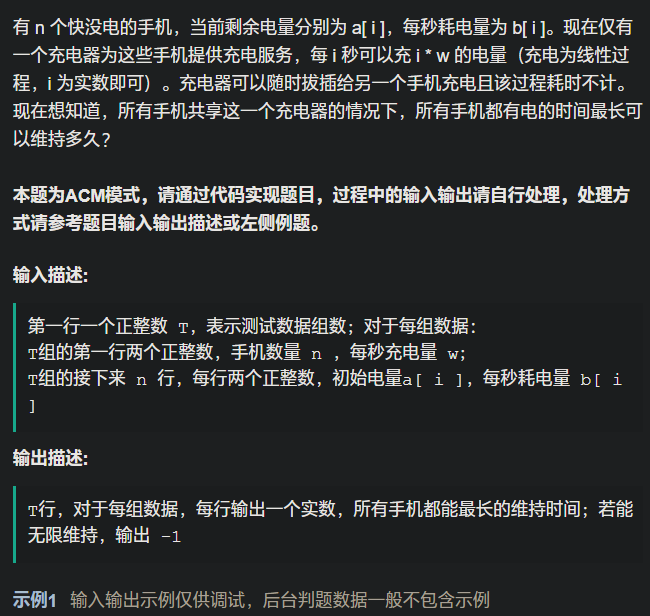 有 n 个快没电的手机，当前剩余电量分别为 a[ i ]，每秒耗电量为 b[ i ]。现在仅有
一个充电器为这些手机提供充电服务，每 i 秒可以充 i * w 的电量（充电为线性过
程，i 为实数即可）。充电器可以随时拔插给另一个手机充电且该过程耗时不计。
现在想知道，所有手机共享这一个充电器的情况下，所有手机都有电的时间最长可
以维持多久？
本题为ACM模式，请通过代码实现题目，过程中的输入输出请自行处理，处理方
式请参考题目输入输出描述或左侧例题。
输入描述:
第一行一个正整数 T，表示测试数据组数；对于每组数据：
T组的第一行两个正整数，手机数量 n ，每秒充电量 w；
T组的接下来 n 行，每行两个正整数，初始电量a[ i ]，每秒耗电量 b[ i
]
输出描述:
T行，对于每组数据，每行输出一个实数，所有手机都能最长的维持时间；若能
无限维持，输出 -1
示例1 输入输出示例仅供调试，后台判题数据一般不包含示例